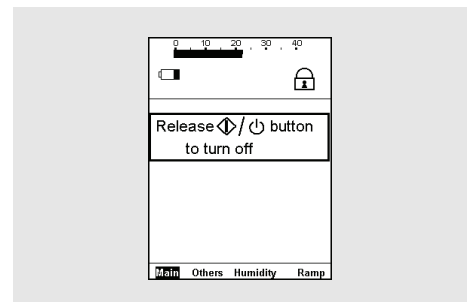 0 10 20 30 40
Release / button
to turn off
Main Others Humidity Ramp